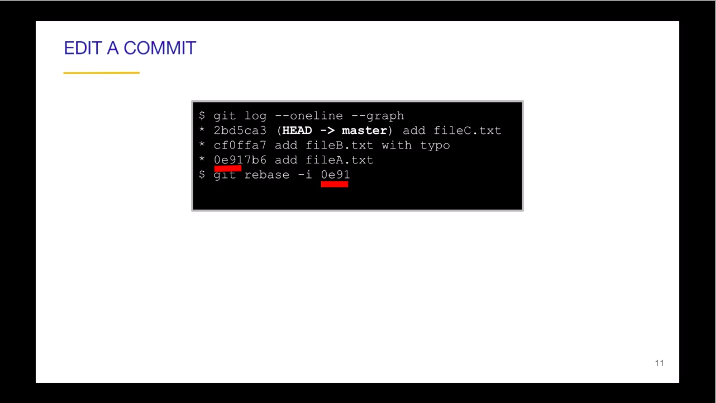 EDIT A COMMIT
$ git log --oneline --graph
* 2bd5ca3 (HEAD -> master) add fileC.txt
* cf0ffa7 add fileB.txt with typo
* 0e917b6 add fileA.txt
$ git rebase -i 0e91
11